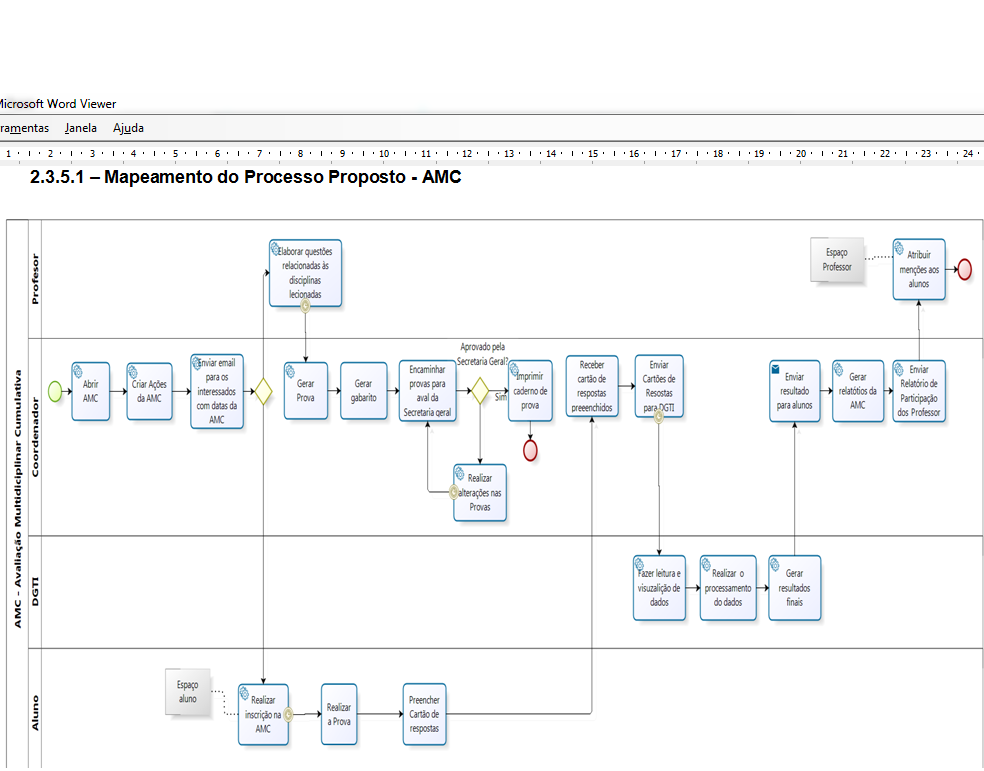 Microsoft Word Viewer
ramentas Janela Ajuda
1 2 3 4 5 6 7 8 9 10 11 12 13 14 15 16 17 18 19 20 21 22 23 24
2.3.5.1 – Mapeamento do Processo Proposto - AMC
AMC - Avaliação Multidiciplinar Cumulativa
Profesor
Elaborar questões
relacionadas às
disciplinas
lecionadas
Espaço
Professor
Atribuir
menções aos
alunos
Coordenador
Abrir
AMC
Criar Ações
da AMC
Enviar email
para os
interessados
com datas da
AMC
Gerar
Prova
Gerar
gabarito
Encaminhar
provas para
aval da
Secretaria geral
Aprovado pela
Secretaria Geral?
Sim
Imprimir
caderno de
prova
Realizar
alterações nas
Provas
Receber
cartão de
respostas
preeenchidos
Enviar
Cartões de
Resostas
para DGTI
Enviar
resultado
para alunos
Gerar
relatótios da
AMC
Enviar
Relatório de
Participação
dos Professor
DGTI
Fazer leitura e
visuzalição de
dados
Realizar o
processamento
do dados
Gerar
resultados
finais
Aluno
Espaço
aluno
Realizar
inscrição na
AMC
Realizar
a Prova
Preencher
Cartão de
respostas